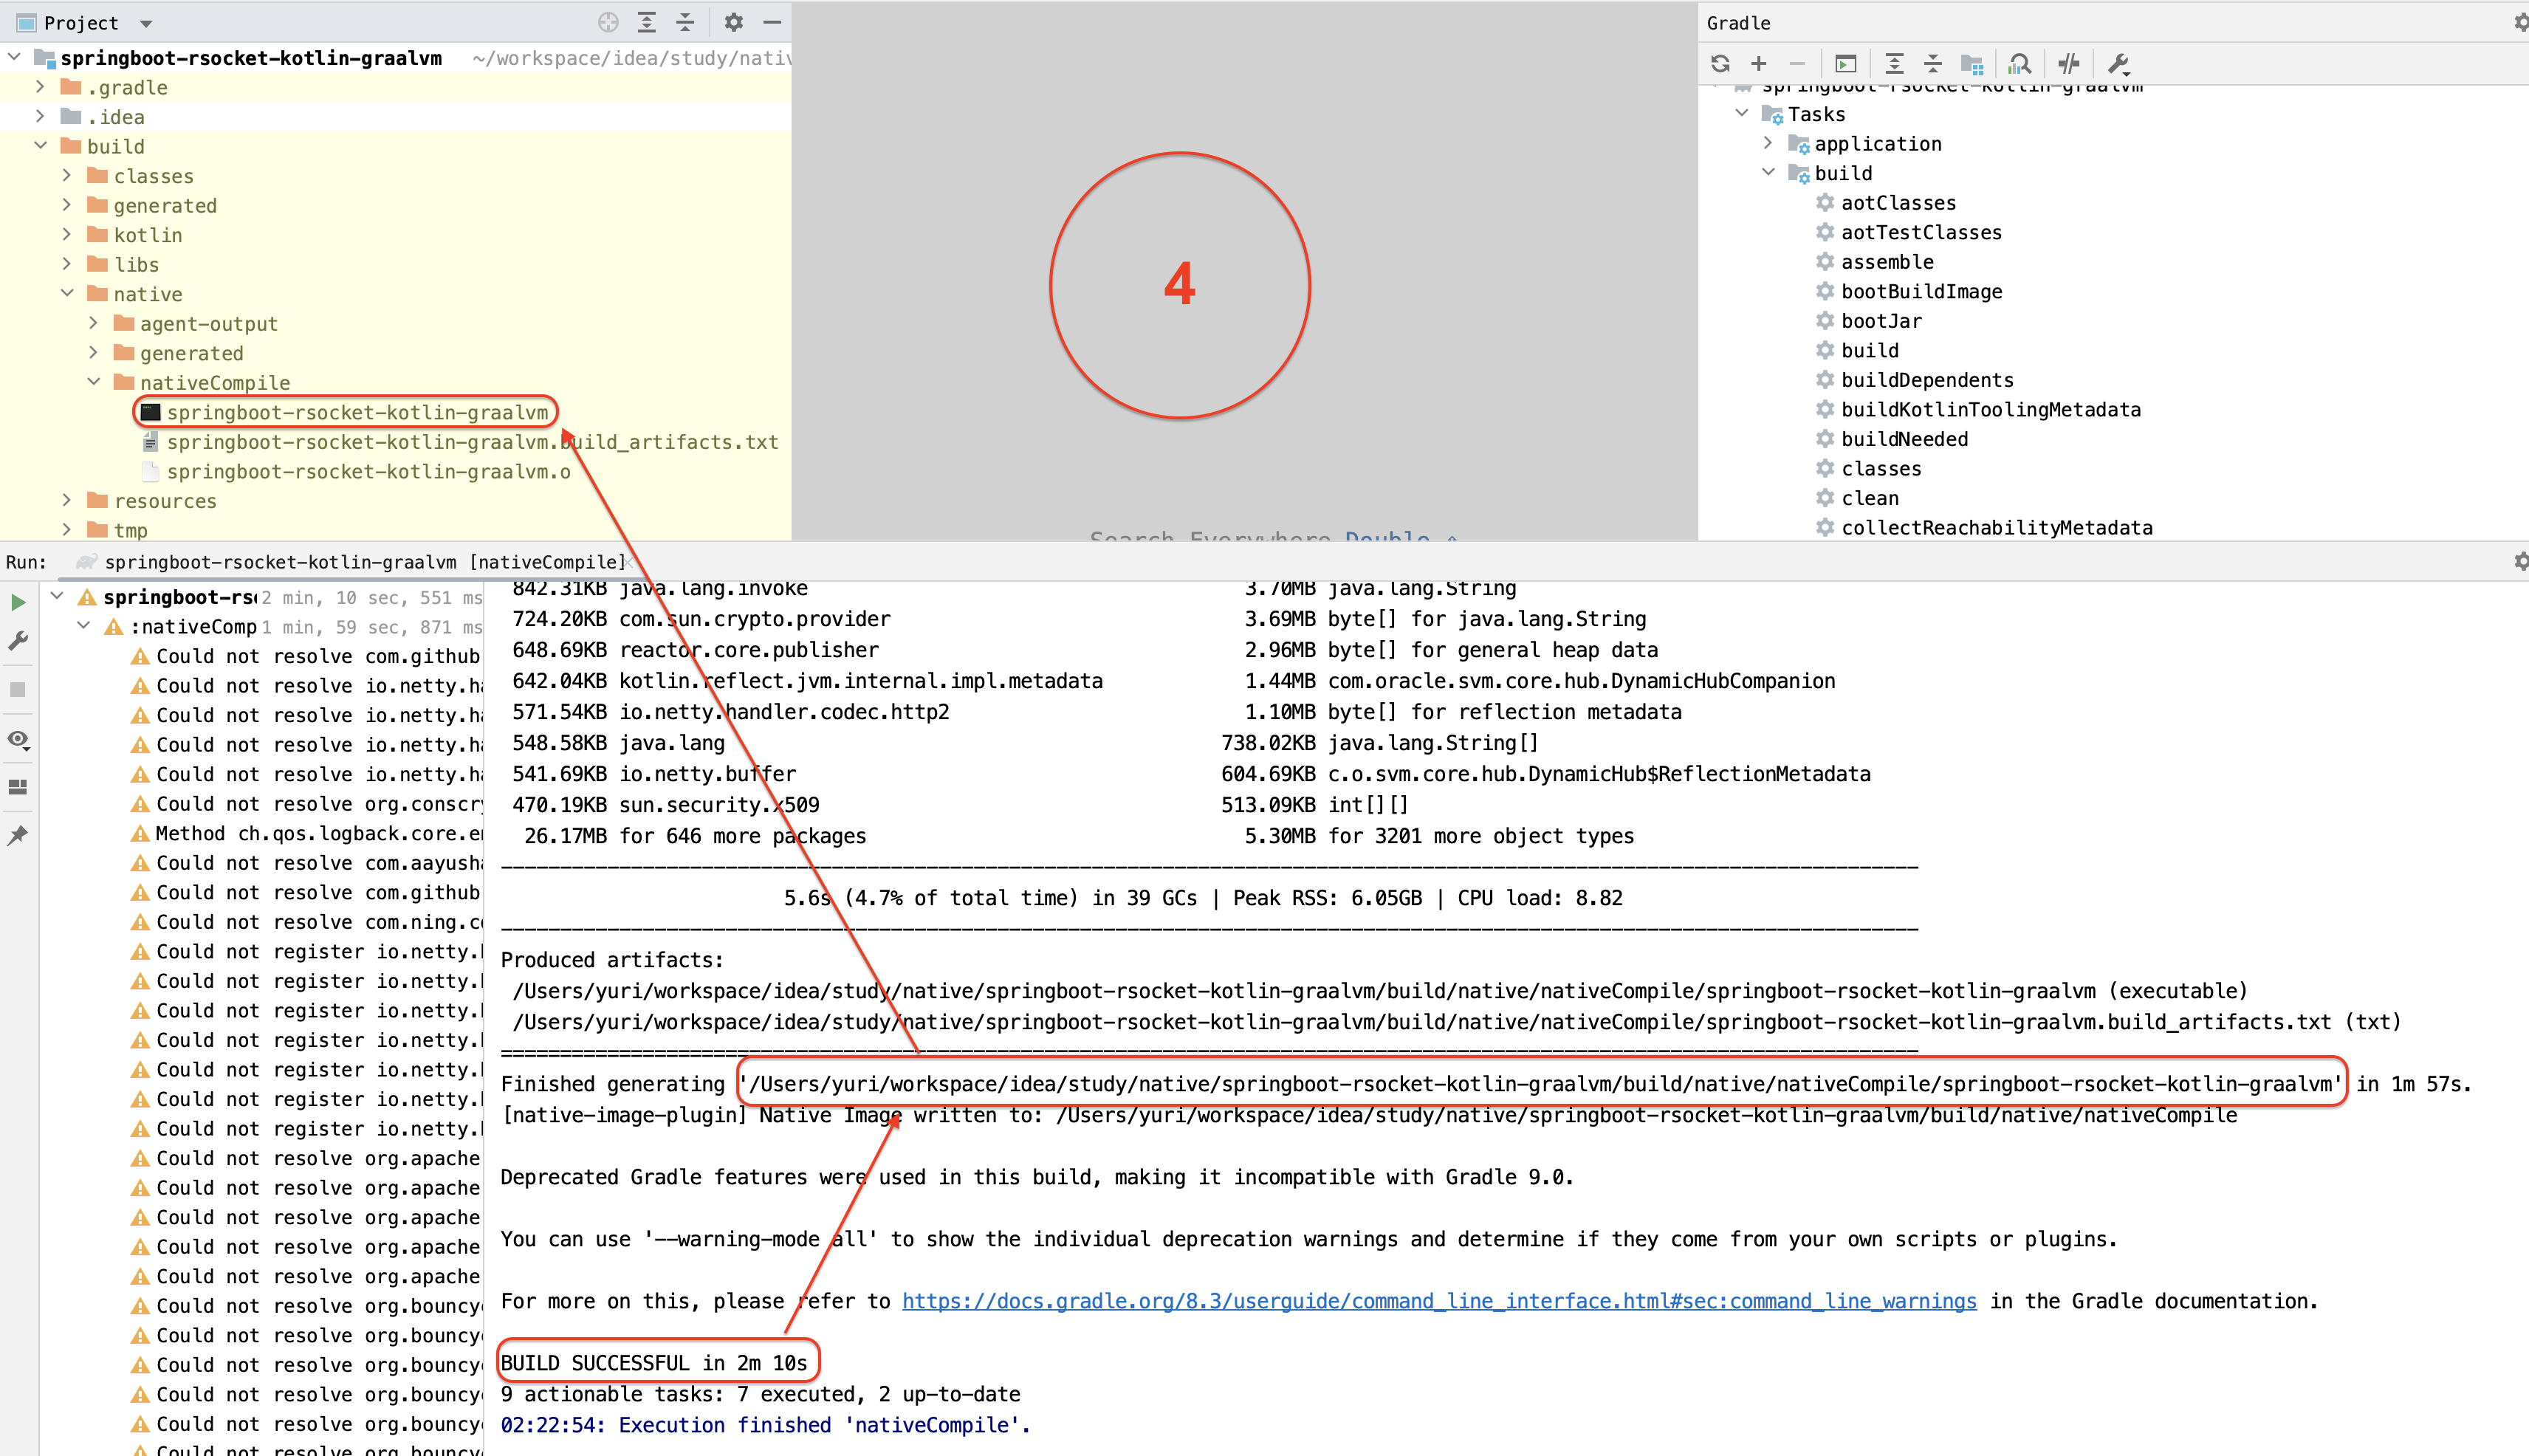 Project
springboot-rsocket-kotlin-graalvm ~/workspace/idea/study/nativ
.gradle
.idea
build
classes
generated
kotlin
libs
native
agent-output
generated
nativeCompile
springboot-rsocket-kotlin-graalvm
springboot-rsocket-kotlin-graalvm.build_artifacts.txt
springboot-rsocket-kotlin-graalvm.o
resources
tmp
4
Search Everywhere Double
Gradle
springboot-rsocket-kotlin-graalvm
Tasks
application
build
aotClasses
aotTestClasses
assemble
bootBuildImage
bootJar
build
buildDependents
buildKotlinToolingMetadata
buildNeeded
classes
clean
collectReachabilityMetadata
Run: springboot-rsocket-kotlin-graalvm [nativeCompile]
springboot-rs 2 min, 10 sec, 551 ms
:nativeComp 1 min, 59 sec, 871 ms
Could not resolve com.github
Could not resolve io.netty.ha
Could not resolve io.netty.ha
Could not resolve io.netty.ha
Could not resolve io.netty.ha
Could not resolve org.conscry
Method ch.qos.logback.core.en
Could not resolve com.aayusha
Could not resolve com.github
Could not resolve com.ning.co
Could not register io.netty.
Could not register io.netty.
Could not register io.netty.
Could not register io.netty.
Could not register io.netty.
Could not register io.netty.
Could not register io.netty.
Could not resolve org.apache
Could not resolve org.apache
Could not resolve org.apache
Could not resolve org.apache
Could not resolve org.apache
Could not resolve org.bouncyc
Could not resolve org.bouncyc
Could not resolve org.bouncyc
Could not resolve org.bouncyc
Could not resolve org.bouncyc
Could not resolve org.bouncyc
842.31KB java.lang.invoke 3.70MB java.lang.String
724.20KB com.sun.crypto.provider 3.69MB byte[] for java.lang.String
648.69KB reactor.core.publisher 2.96MB byte[] for general heap data
642.04KB kotlin.reflect.jvm.internal.impl.metadata 1.44MB com.oracle.svm.core.hub.DynamicHubCompanion
571.54KB io.netty.handler.codec.http2 1.10MB byte[] for reflection metadata
548.58KB java.lang 738.02KB java.lang.String[]
541.69KB io.netty.buffer 604.69KB c.o.svm.core.hub.DynamicHub$ReflectionMetadata
470.19KB sun.security.x509 513.09KB int[][]
26.17MB for 646 more packages 5.30MB for 3201 more object types
5.6s (4.7% of total time) in 39 GCs | Peak RSS: 6.05GB | CPU load: 8.82
Produced artifacts:
/Users/yuri/workspace/idea/study/native/springboot-rsocket-kotlin-graalvm/build/native/nativeCompile/springboot-rsocket-kotlin-graalvm (executable)
/Users/yuri/workspace/idea/study/native/springboot-rsocket-kotlin-graalvm/build/native/nativeCompile/springboot-rsocket-kotlin-graalvm.build_artifacts.txt (txt)
Finished generating '/Users/yuri/workspace/idea/study/native/springboot-rsocket-kotlin-graalvm/build/native/nativeCompile/springboot-rsocket-kotlin-graalvm' in 1m 57s.
[native-image-plugin] Native Image written to: /Users/yuri/workspace/idea/study/native/springboot-rsocket-kotlin-graalvm/build/native/nativeCompile
Deprecated Gradle features were used in this build, making it incompatible with Gradle 9.0.
You can use '--warning-mode all' to show the individual deprecation warnings and determine if they come from your own scripts or plugins.
For more on this, please refer to https://docs.gradle.org/8.3/userguide/command_line_interface.html#sec:command_line_warnings in the Gradle documentation.
BUILD SUCCESSFUL in 2m 10s
9 actionable tasks: 7 executed, 2 up-to-date
02:22:54: Execution finished 'nativeCompile'.